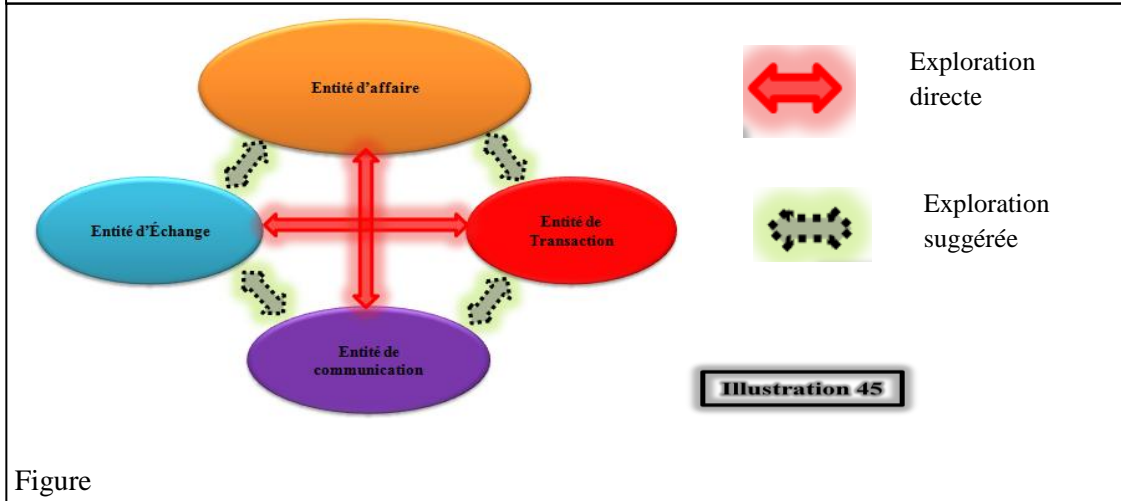 Entité d'affaire
Entité d'Échange
Entité de
Transaction
Entité de
communication
Exploration
directe
Exploration
suggérée
Illustration 45
Figure